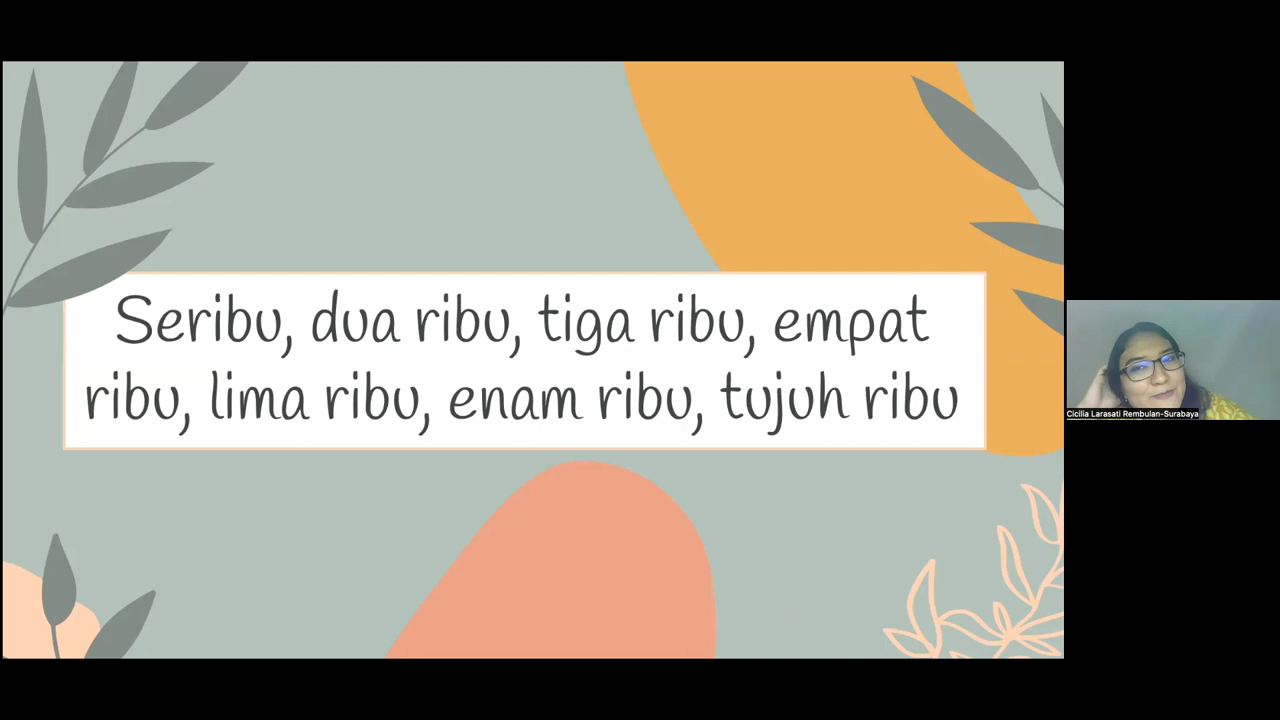 Seribu, dua ribu, tiga ribu, empat
ribu, lima ribu, enam ribu, tujuh ribu
Cicilia Larasati Rembulan-Surabaya